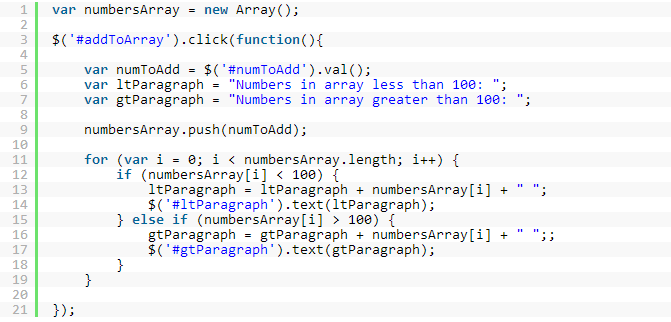 1 var numbersArray = new Array();
2
3 $('#addToArray').click(function(){
4
5     var numToAdd = $('#numToAdd').val();
6     var ltParagraph = "Numbers in array less than 100: ";
7     var gtParagraph = "Numbers in array greater than 100: ";
8
9     numbersArray.push(numToAdd);
10
11     for (var i = 0; i < numbersArray.length; i++) {
12         if (numbersArray[i] < 100) {
13             ltParagraph = ltParagraph + numbersArray[i] + " ";
14             $('#ltParagraph').text(ltParagraph);
15         } else if (numbersArray[i] > 100) {
16             gtParagraph = gtParagraph + numbersArray[i] + " ";;
17             $('#gtParagraph').text(gtParagraph);
18         }
19     }
20
21 });